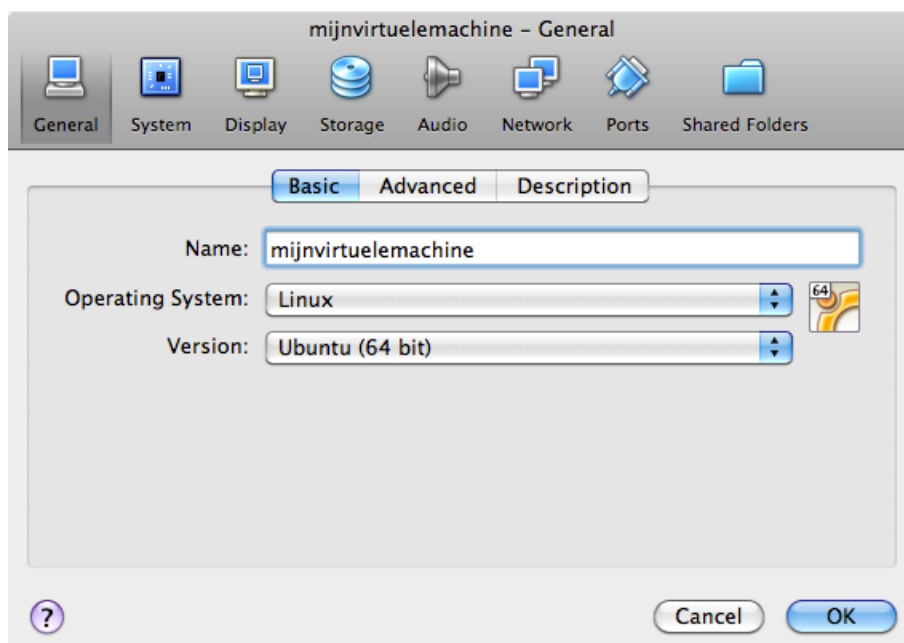 mijnvirtuelemachine – General
General System Display Storage Audio Network Ports Shared Folders
Basic Advanced Description
Name: mijnvirtuelemachine
Operating System: Linux
64
Version: Ubuntu (64 bit)
? Cancel OK